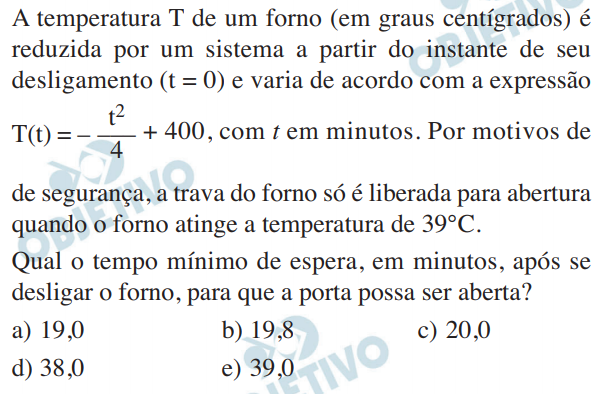 A temperatura T de um forno (em graus centígrados) é
reduzida por um sistema a partir do instante de seu
desligamento (t = 0) e varia de acordo com a expressão
T(t) = – t²/4 + 400, com t em minutos. Por motivos de
de segurança, a trava do forno só é liberada para abertura
quando o forno atinge a temperatura de 39°C.
Qual o tempo mínimo de espera, em minutos, após se
desligar o forno, para que a porta possa ser aberta?
a) 19,0 b) 19,8 c) 20,0
d) 38,0 e) 39,0
OBJETIVO
OBJETIVO
OBJETIVO